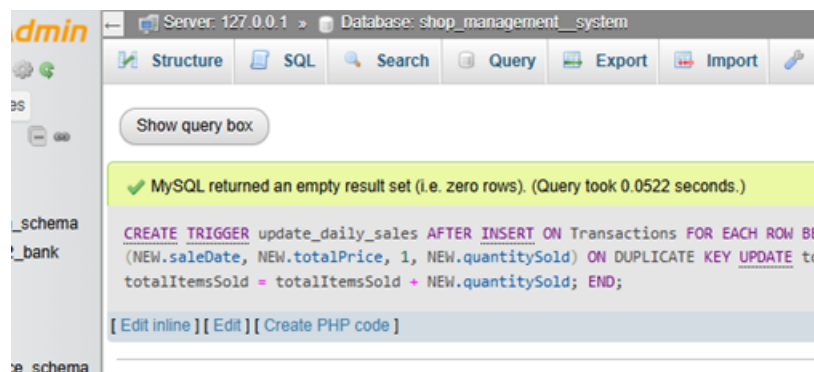 Admin
Server: 127.0.0.1 » Database: shop_management__system
Structure SQL Search Query Export Import
es
Show query box
MySQL returned an empty result set (i.e. zero rows). (Query took 0.0522 seconds.)
_schema
CREATE TRIGGER update_daily_sales AFTER INSERT ON Transactions FOR EACH ROW BE
_bank
(NEW.saleDate, NEW.totalPrice, 1, NEW.quantitySold) ON DUPLICATE KEY UPDATE to
totalItemsSold = totalItemsSold + NEW.quantitySold; END;
[ Edit inline ] [ Edit ] [ Create PHP code ]
ce_schema